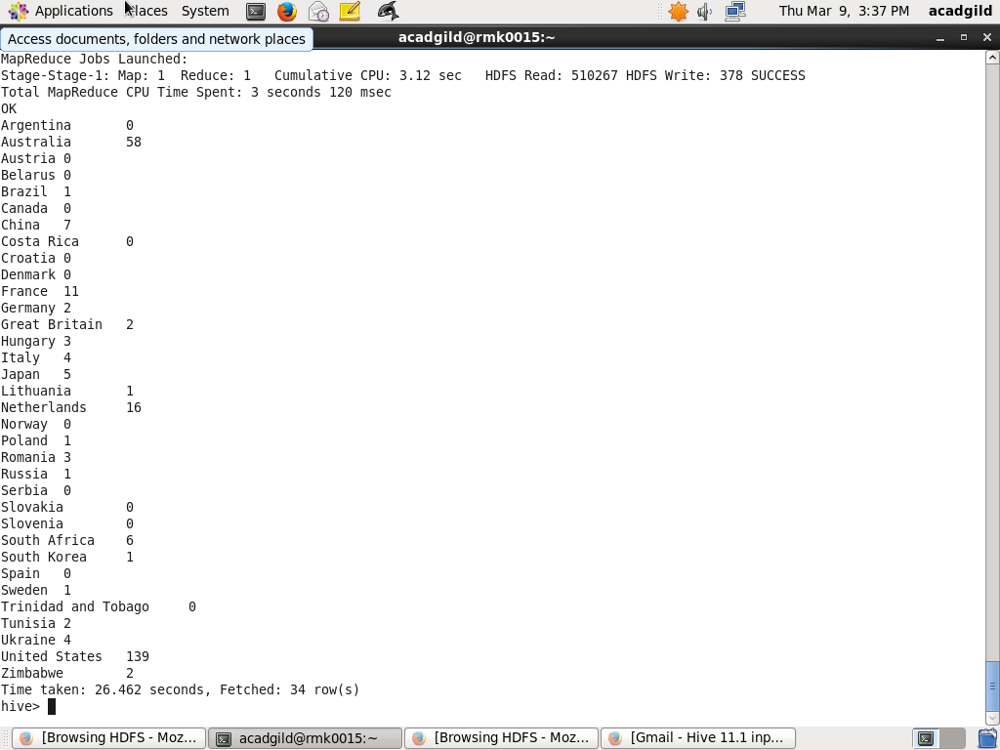 Applications Places System Thu Mar 9, 3:37 PM acadgild
Access documents, folders and network places
acadgild@rmk0015:~
MapReduce Jobs Launched:
Stage-Stage-1: Map: 1  Reduce: 1   Cumulative CPU: 3.12 sec   HDFS Read: 510267 HDFS Write: 378 SUCCESS
Total MapReduce CPU Time Spent: 3 seconds 120 msec
OK
Argentina	0
Australia	58
Austria	0
Belarus	0
Brazil	1
Canada	0
China	7
Costa Rica	0
Croatia	0
Denmark	0
France	11
Germany	2
Great Britain	2
Hungary	3
Italy	4
Japan	5
Lithuania	1
Netherlands	16
Norway	0
Poland	1
Romania	3
Russia	1
Serbia	0
Slovakia	0
Slovenia	0
South Africa	6
South Korea	1
Spain	0
Sweden	1
Trinidad and Tobago	0
Tunisia	2
Ukraine	4
United States	139
Zimbabwe	2
Time taken: 26.462 seconds, Fetched: 34 row(s)
hive>
[Browsing HDFS - Moz... acadgild@rmk0015:~ [Browsing HDFS - Moz... [Gmail - Hive 11.1 inp...